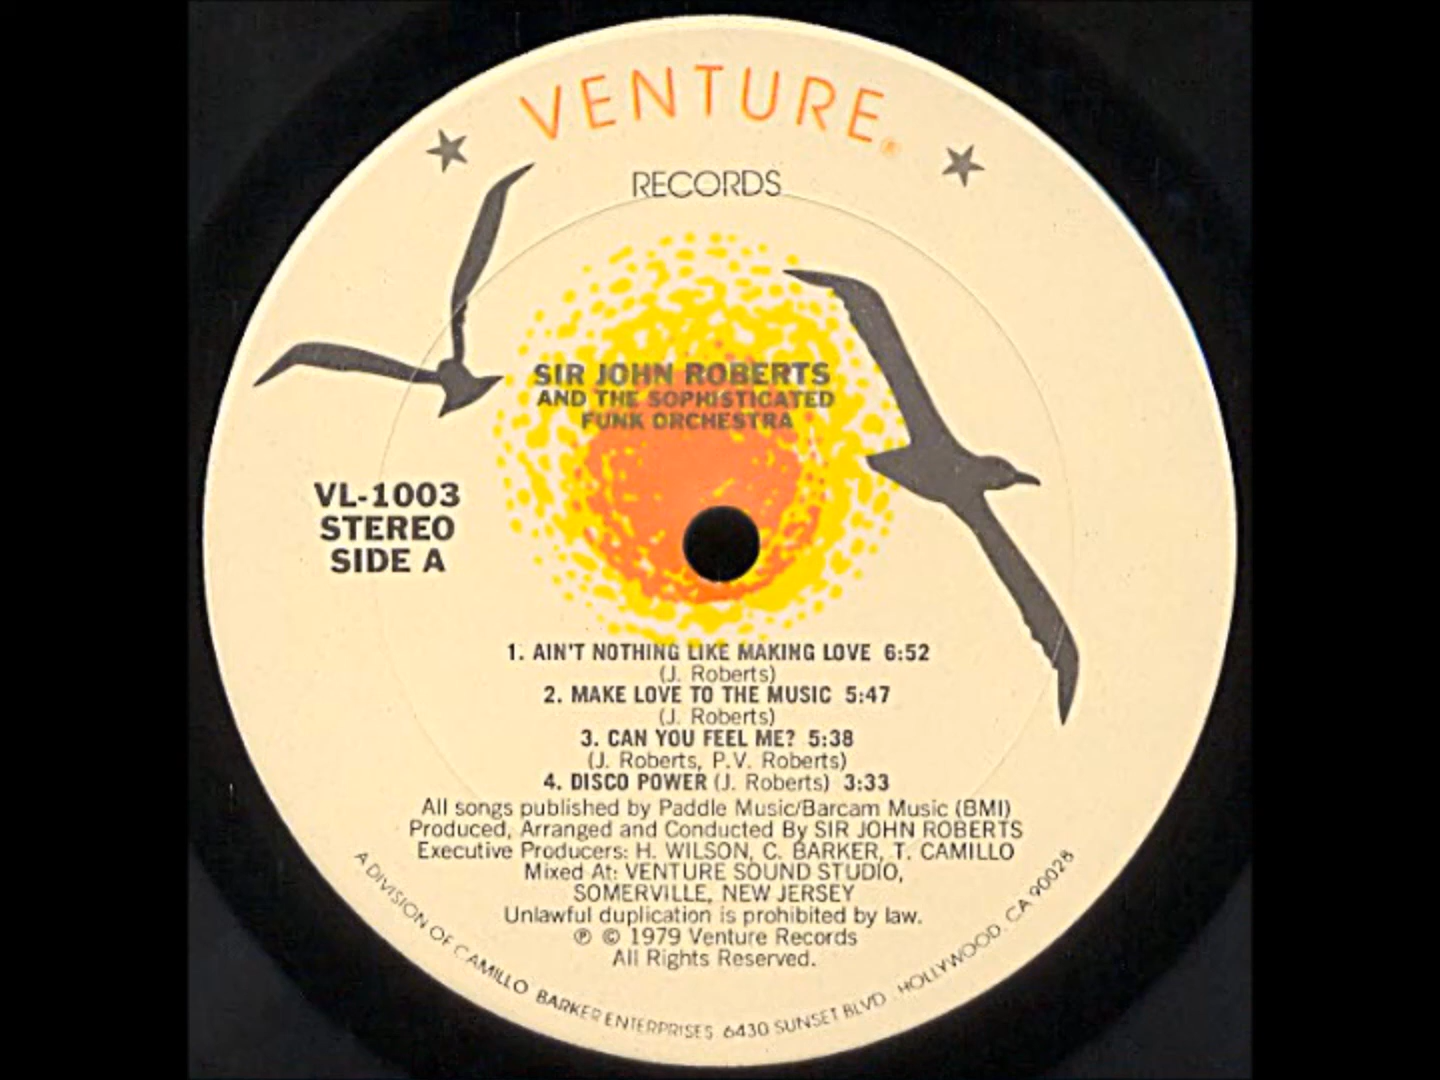 VENTURE®
RECORDS
SIR JOHN ROBERTS
AND THE SOPHISTICATED
FUNK ORCHESTRA
VL-1003
STEREO
SIDE A
1. AIN'T NOTHING LIKE MAKING LOVE 6:52
(J. Roberts)
2. MAKE LOVE TO THE MUSIC 5:47
(J. Roberts)
3. CAN YOU FEEL ME? 5:38
(J. Roberts, P.V. Roberts)
4. DISCO POWER (J. Roberts) 3:33
All songs published by Paddle Music/Barcam Music (BMI)
Produced, Arranged and Conducted By SIR JOHN ROBERTS
Executive Producers: H. WILSON, C. BARKER, T. CAMILLO
Mixed At: VENTURE SOUND STUDIO,
SOMERVILLE, NEW JERSEY
Unlawful duplication is prohibited by law.
℗ © 1979 Venture Records
All Rights Reserved.
A DIVISION OF CAMILLO BARKER ENTERPRISES 6430 SUNSET BLVD HOLLYWOOD, CA 90028